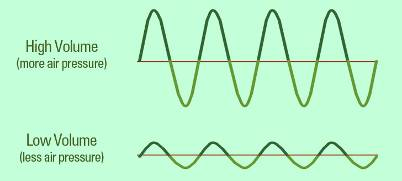 High Volume
(more air pressure)
Low Volume
(less air pressure)